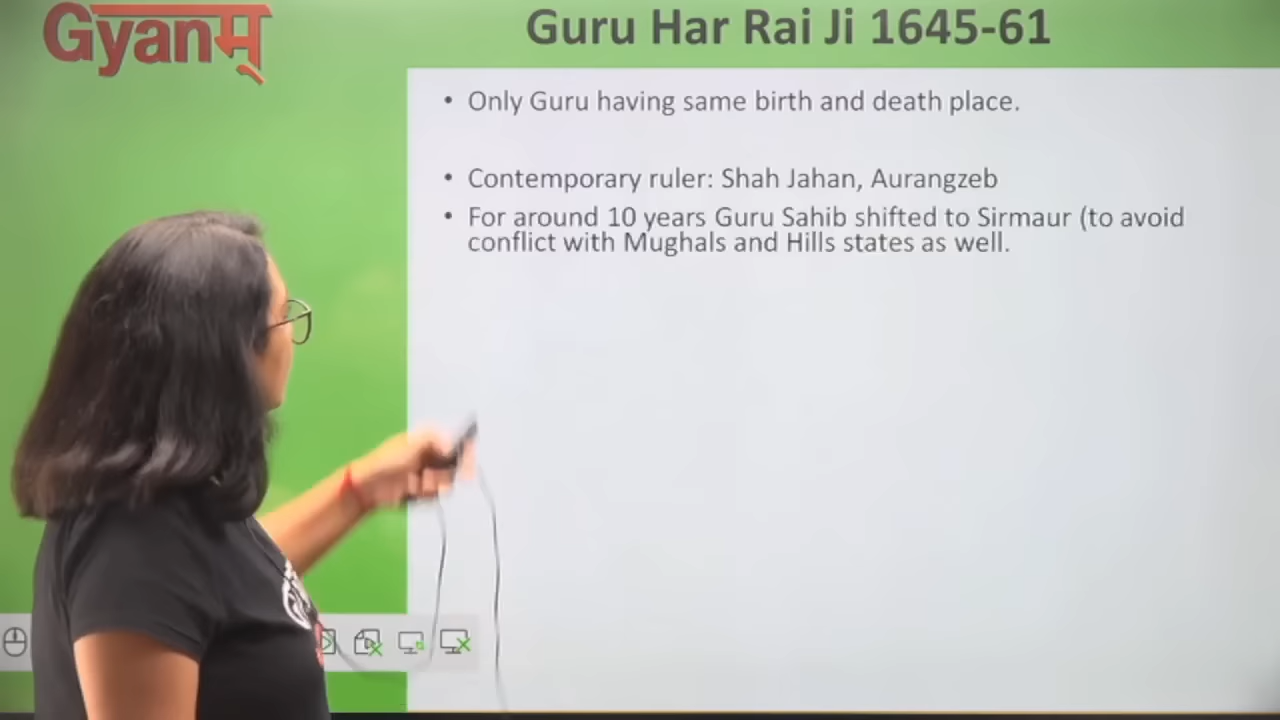 Gyanम्
Guru Har Rai Ji 1645-61
• Only Guru having same birth and death place.
• Contemporary ruler: Shah Jahan, Aurangzeb
• For around 10 years Guru Sahib shifted to Sirmaur (to avoid
conflict with Mughals and Hills states as well.